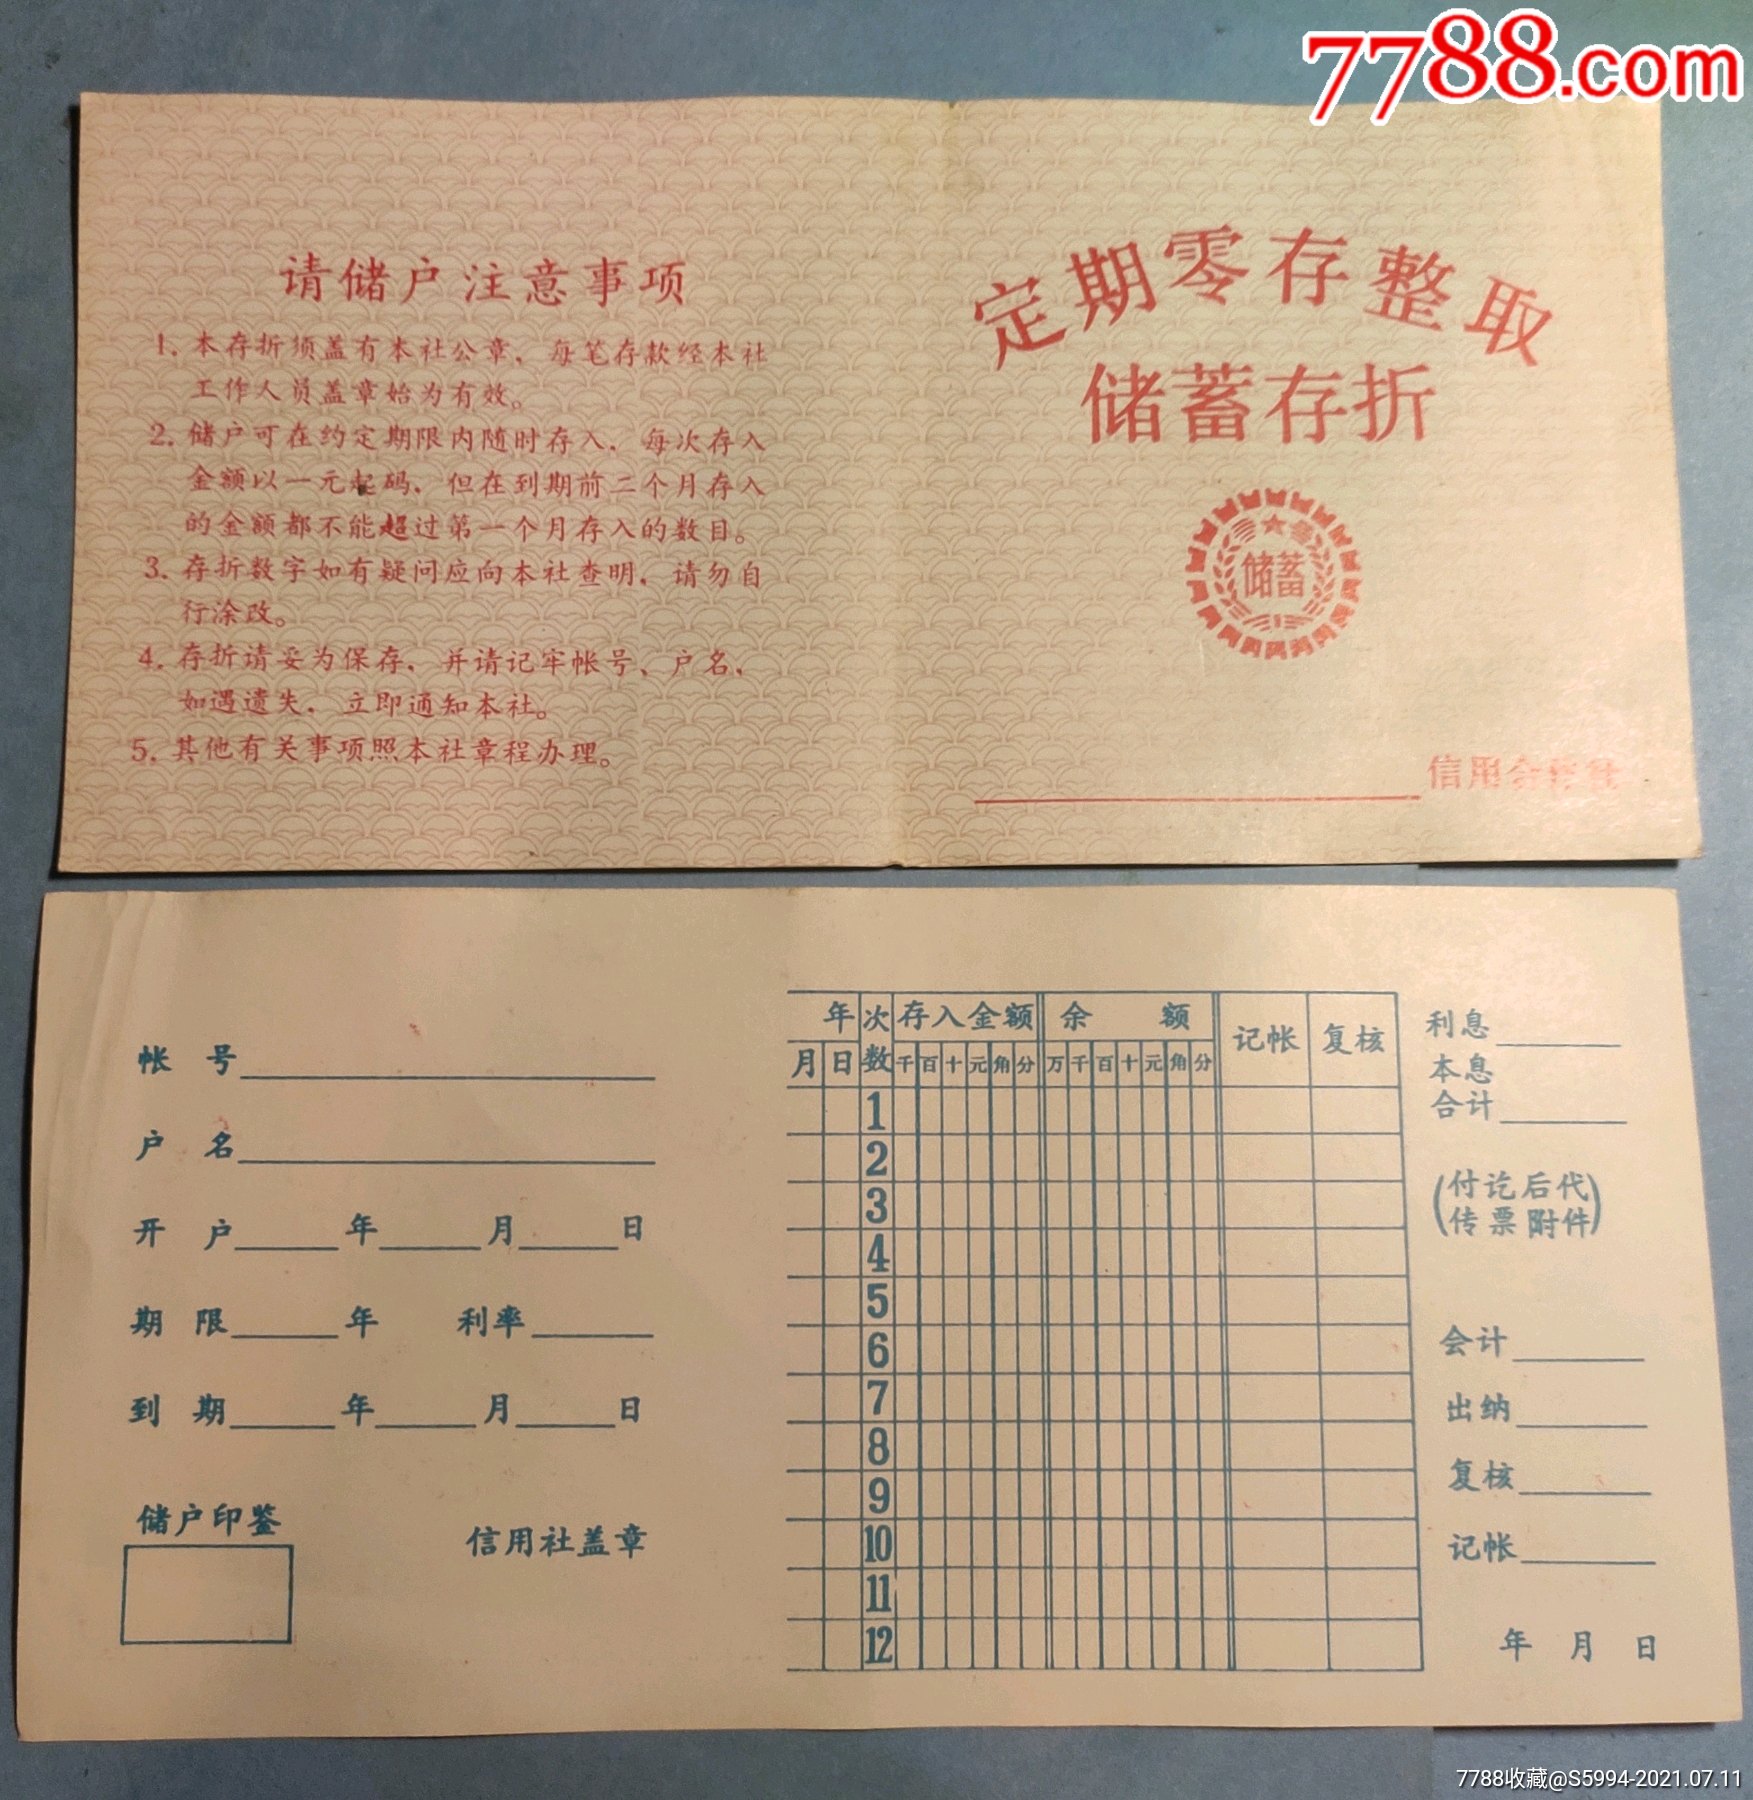 7788.com
请储户注意事项
1. 本存折须盖有本社公章，每笔存款经本社
工作人员盖章始为有效。
2. 储户可在约定期限内随时存入，每次存入
金额以一元起码，但在到期前二个月存入
的金额都不能超过第一个月存入的数目。
3. 存折数字如有疑问应向本社查明，请勿自
行涂改。
4. 存折请妥为保存，并请记牢帐号、户名，
如遇遗失，立即通知本社。
5. 其他有关事项照本社章程办理。
定期零存整取
储蓄存折
储蓄
信用合作社
帐 号
户 名
开 户 年 月 日
期 限 年 利率
到 期 年 月 日
储户印鉴
信用社盖章
年 次 存入金额 余 额 记帐 复核
月 日 数 千 百 十 元 角 分 万 千 百 十 元 角 分
1
2
3
4
5
6
7
8
9
10
11
12
利息
本息
合计
(付讫后代
传票附件)
会计
出纳
复核
记帐
年 月 日
7788收藏@S5994-2021.07.11